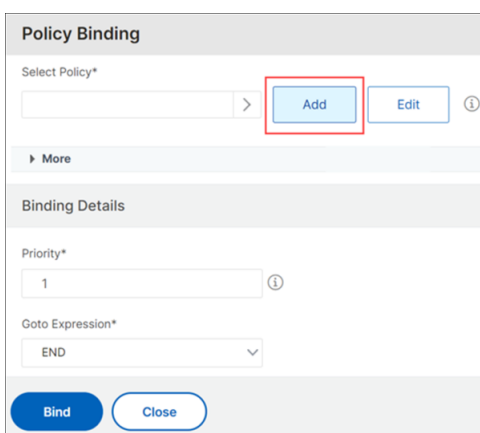 Policy Binding
Select Policy*
Add
Edit
More
Binding Details
Priority*
1
Goto Expression*
END
Bind
Close